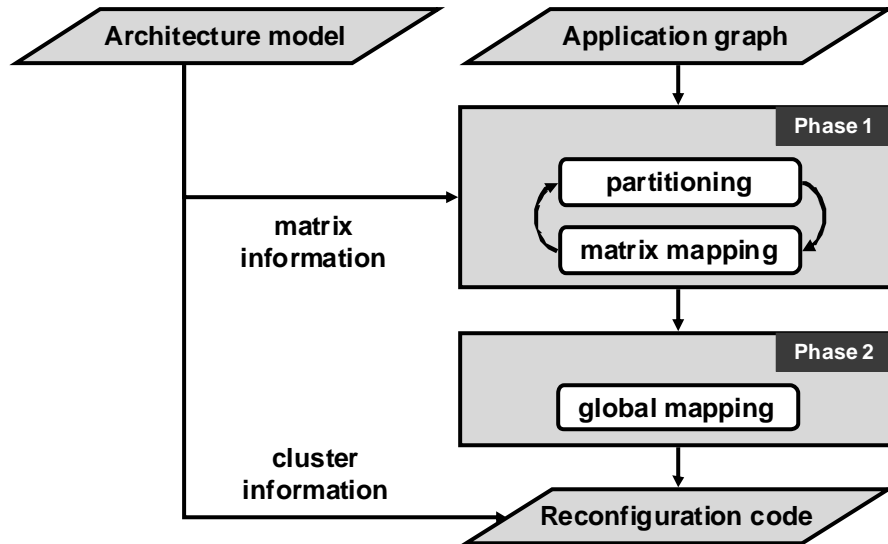 Architecture model
Application graph
Phase 1
partitioning
matrix mapping
matrix
information
Phase 2
global mapping
cluster
information
Reconfiguration code